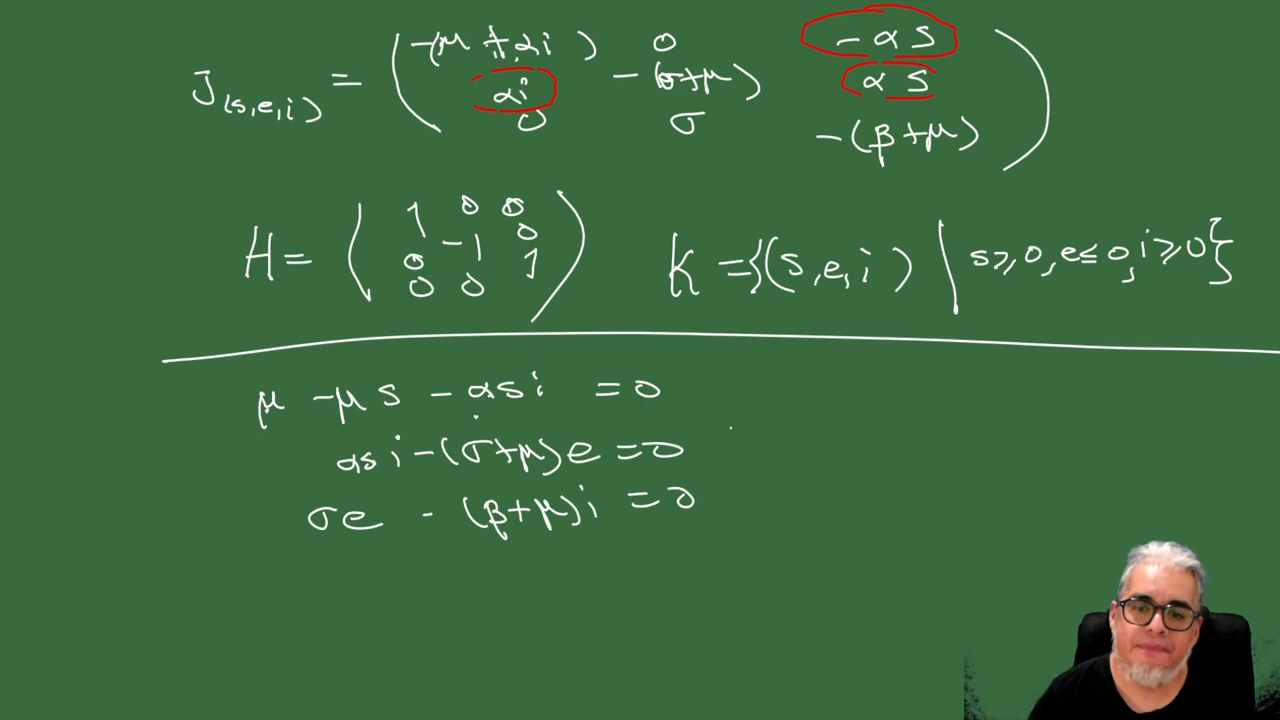 J(s,e,i) = ( -(μ + αi) 0 -αs
αi -(σ+μ) αs
0 σ -(β+μ) )
H = ( 1 0 0
0 -1 0
0 0 1 )
K = {(s,e,i) | s≥0, e≤0, i≥0}
μ - μs - αsi = 0
αsi - (σ+μ)e = 0
σe - (β+μ)i = 0